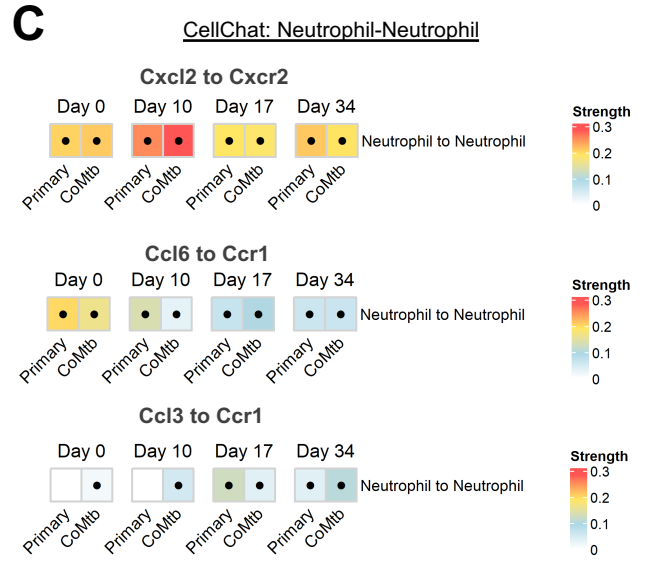 C
CellChat: Neutrophil-Neutrophil
Cxcl2 to Cxcr2
Day 0 Day 10 Day 17 Day 34
Neutrophil to Neutrophil
Primary CoMtb Primary CoMtb Primary CoMtb Primary CoMtb
Strength
0.3
0.2
0.1
0
Ccl6 to Ccr1
Day 0 Day 10 Day 17 Day 34
Neutrophil to Neutrophil
Primary CoMtb Primary CoMtb Primary CoMtb Primary CoMtb
Strength
0.3
0.2
0.1
0
Ccl3 to Ccr1
Day 0 Day 10 Day 17 Day 34
Neutrophil to Neutrophil
Primary CoMtb Primary CoMtb Primary CoMtb Primary CoMtb
Strength
0.3
0.2
0.1
0